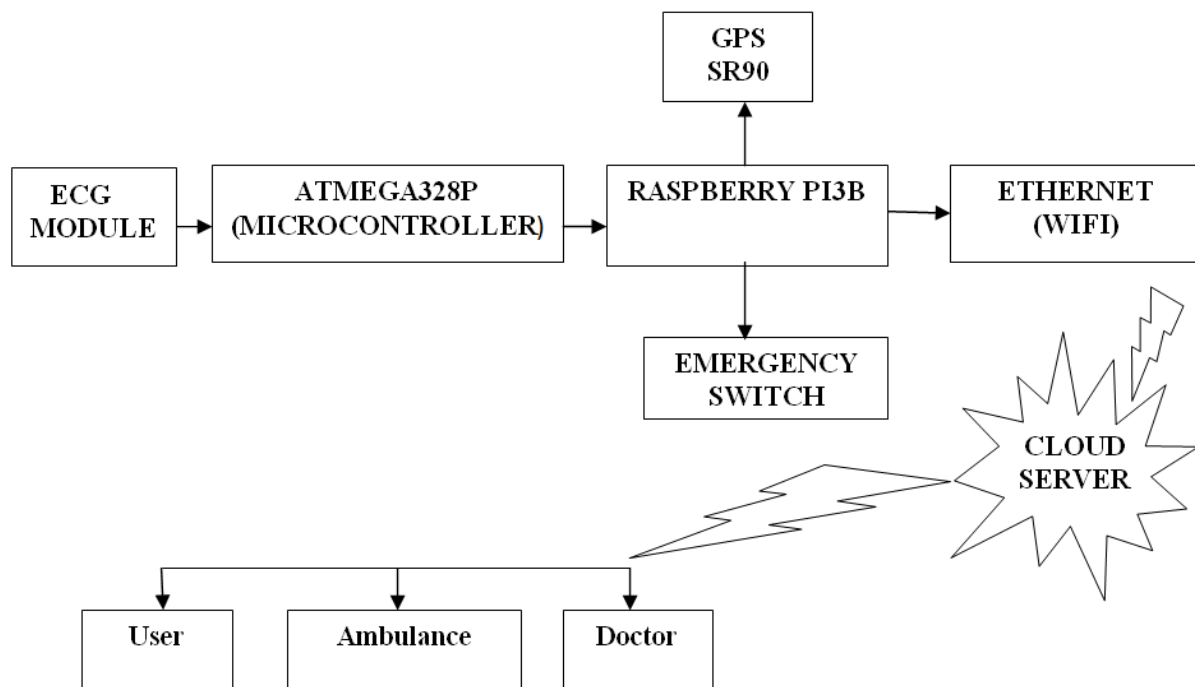 GPS
SR90
ECG
MODULE
ATMEGA328P
(MICROCONTROLLER)
RASPBERRY PI3B
ETHERNET
(WIFI)
EMERGENCY
SWITCH
CLOUD
SERVER
User
Ambulance
Doctor